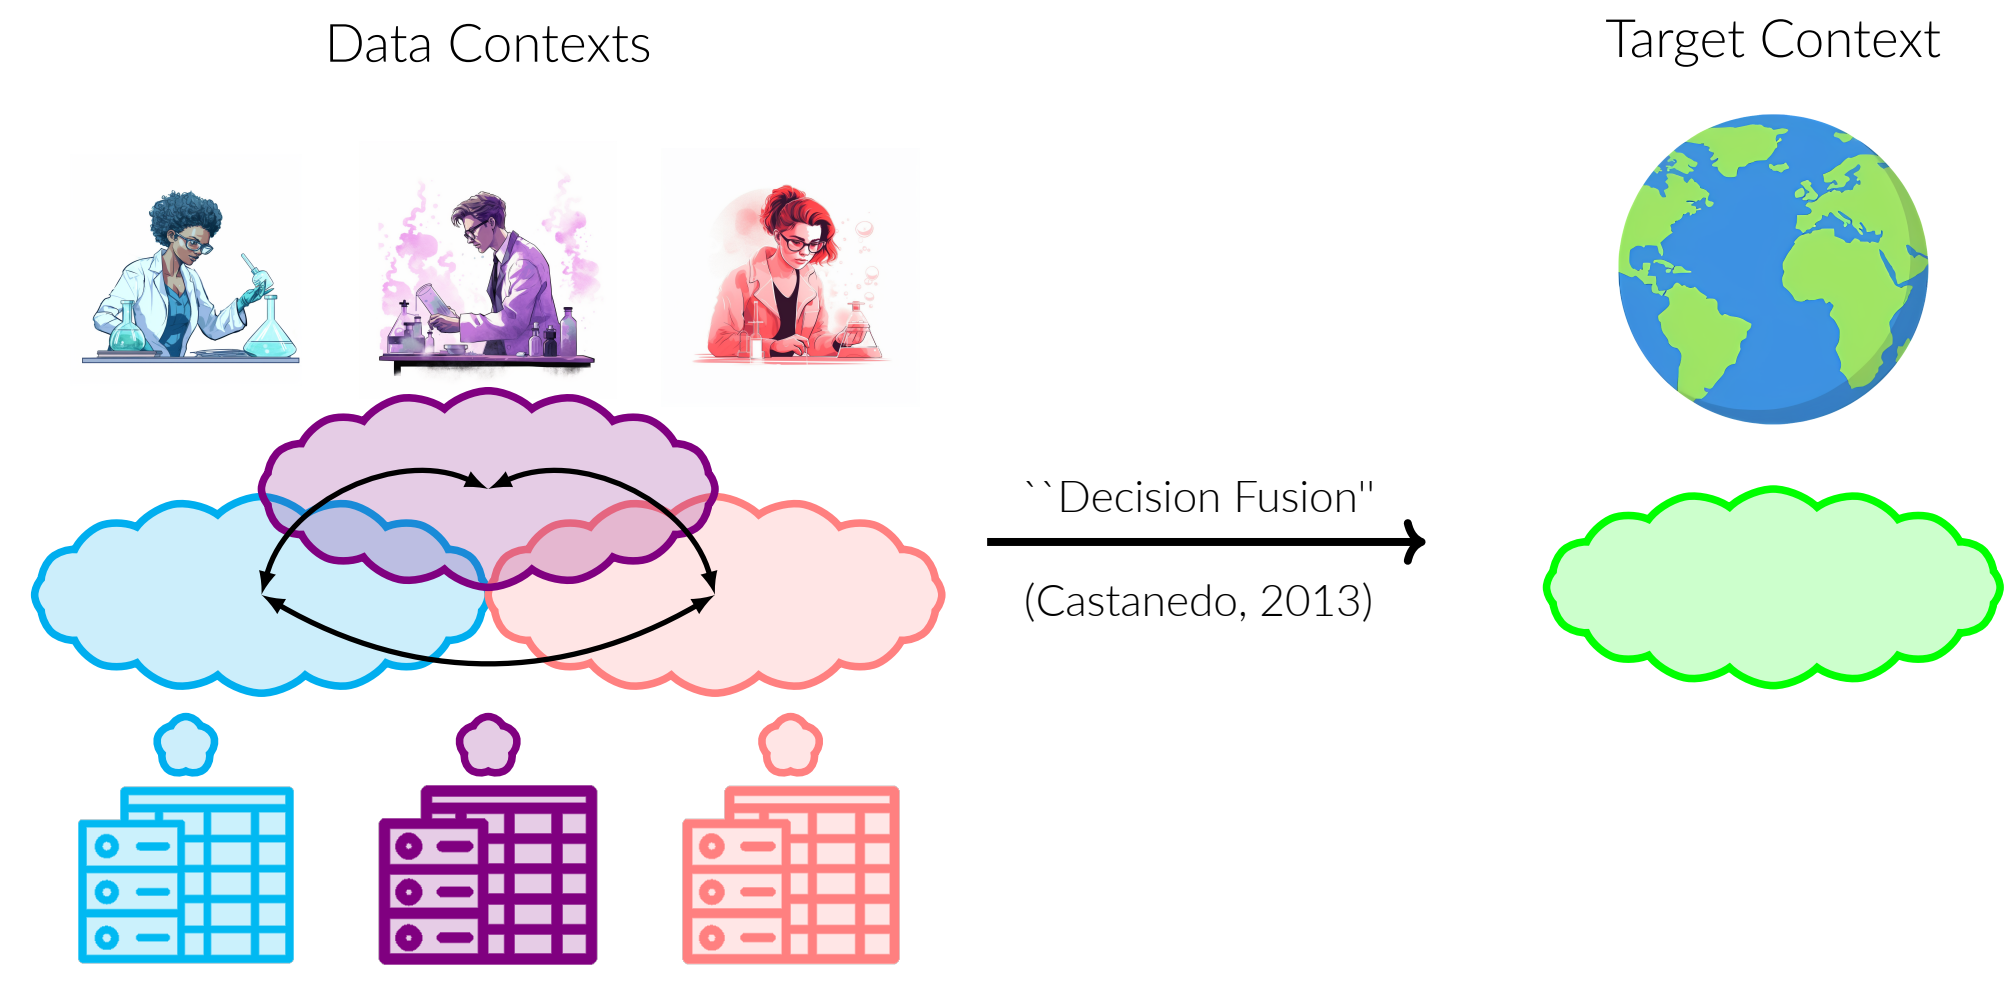 Data Contexts
Target Context
``Decision Fusion"
(Castanedo, 2013)